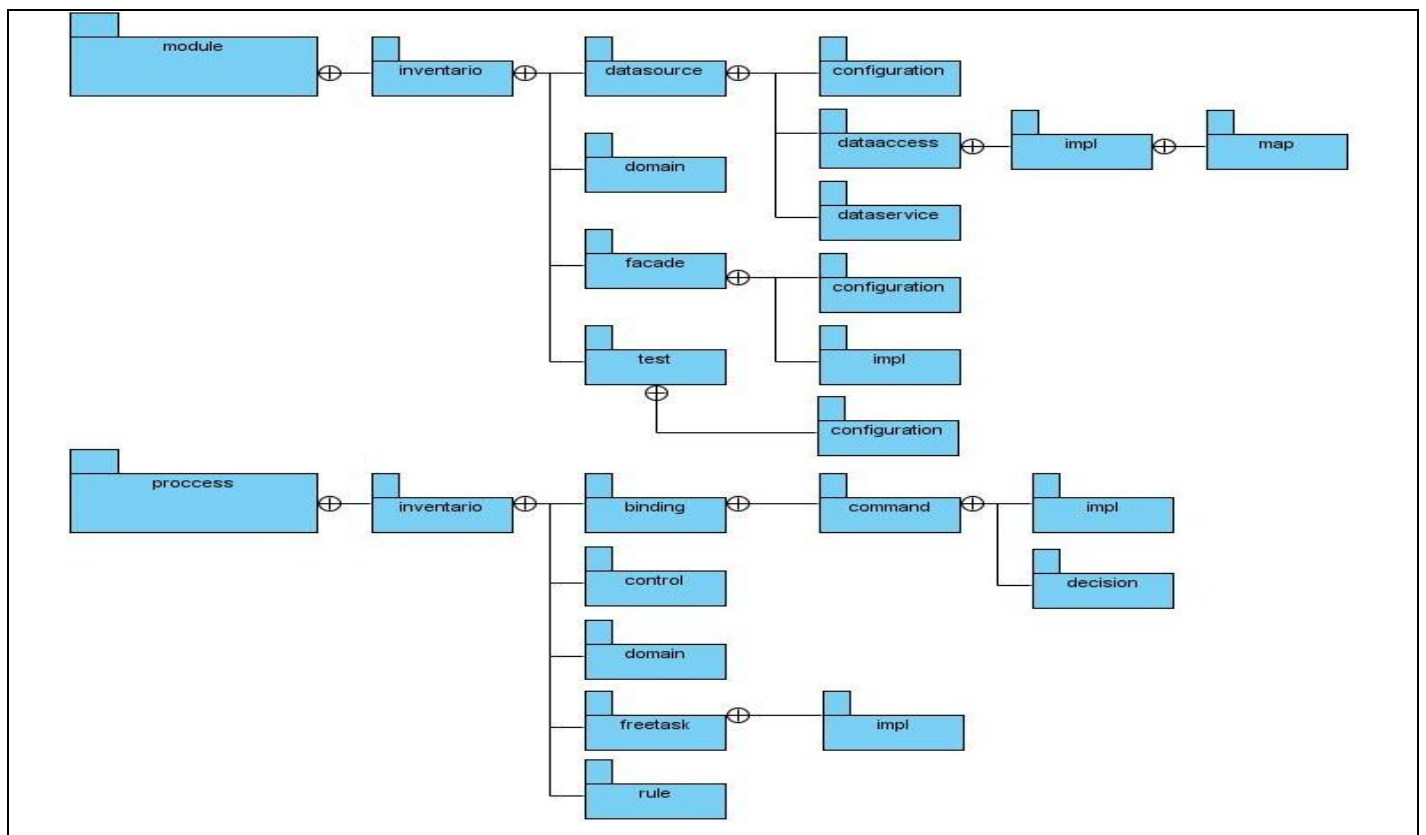 module
inventario
datasource
configuration
dataaccess
impl
map
domain
dataservice
facade
configuration
test
impl
configuration
proccess
inventario
binding
command
impl
control
decision
domain
freetask
impl
rule